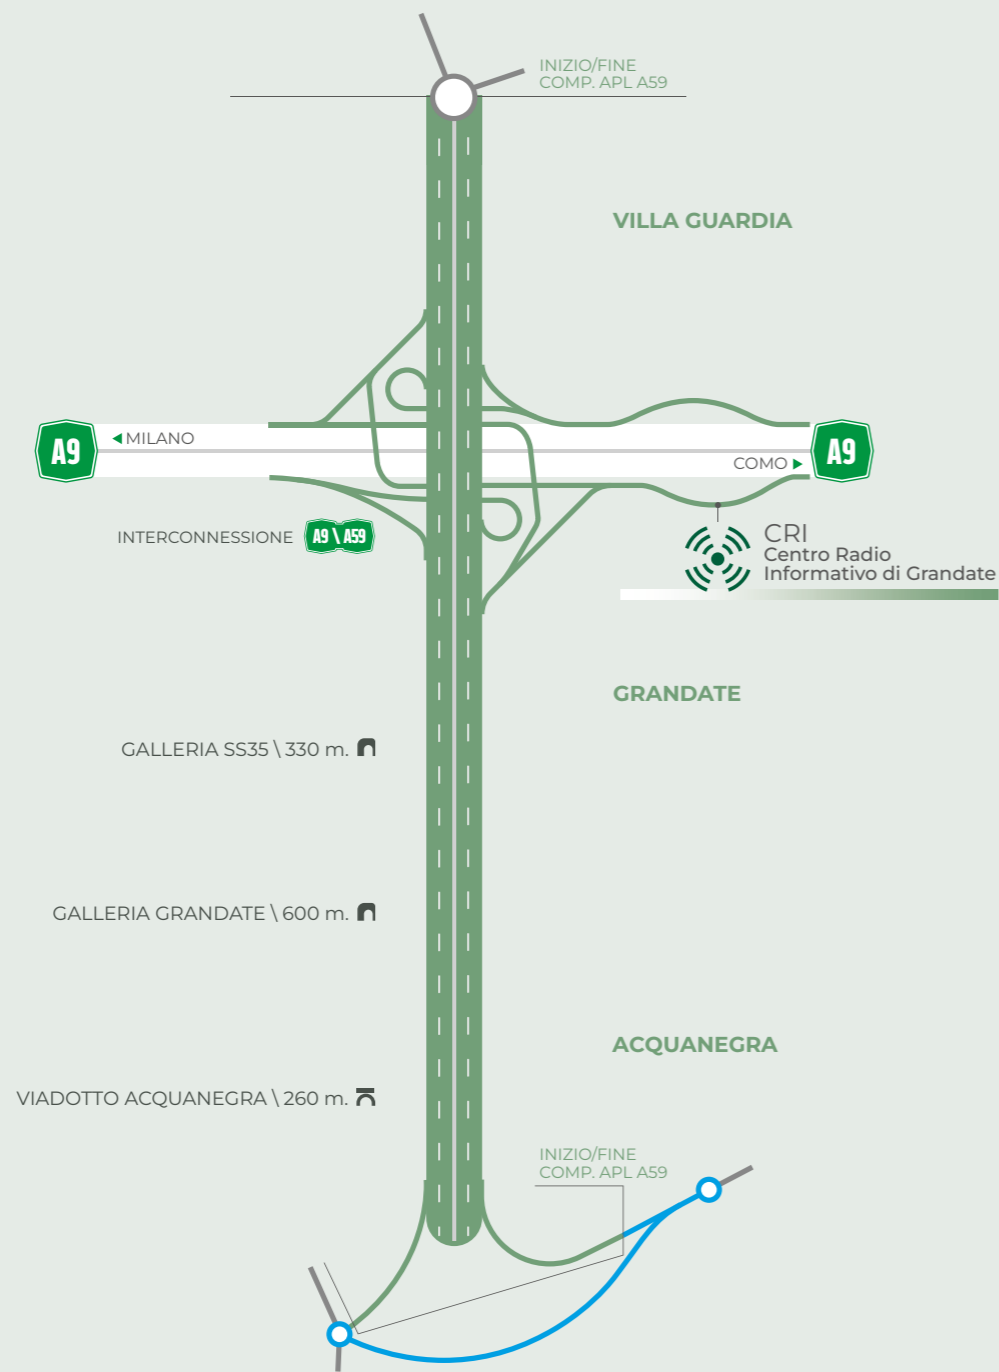 INIZIO/FINE
COMP. APL A59
VILLA GUARDIA
A9
MILANO
COMO
A9
INTERCONNESSIONE A9 \ A59
CRI
Centro Radio
Informativo di Grandate
GRANDATE
GALLERIA SS35 \ 330 m.
GALLERIA GRANDATE \ 600 m.
ACQUANEGRA
VIADOTTO ACQUANEGRA \ 260 m.
INIZIO/FINE
COMP. APL A59